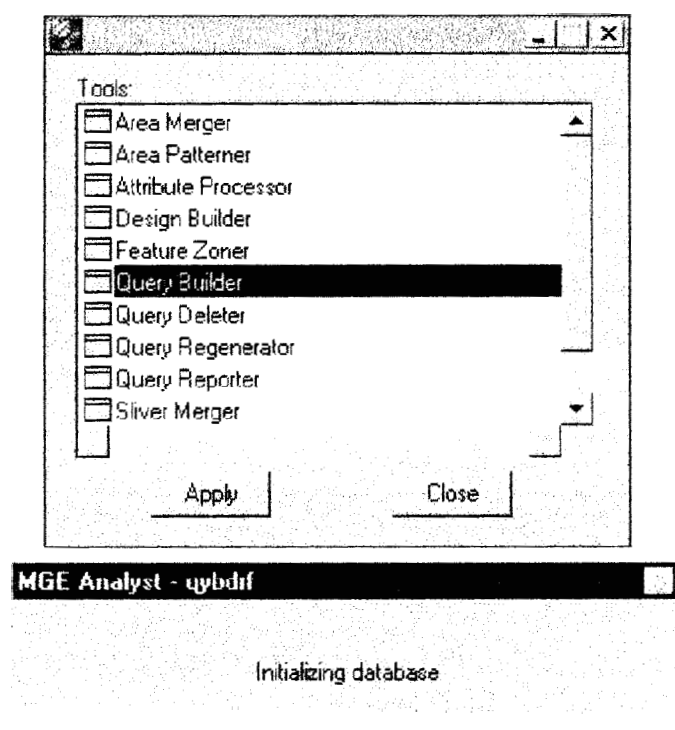 Tools:
Area Merger
Area Patterner
Attribute Processor
Design Builder
Feature Zoner
Query Builder
Query Deleter
Query Regenerator
Query Reporter
Sliver Merger
Apply
Close
MGE Analyst - qybdrf
Initializing database